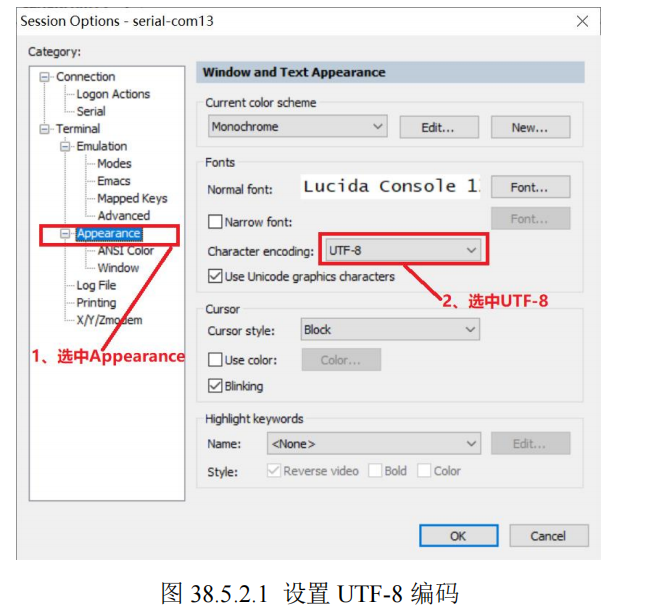 Session Options - serial-com13
Category:
Connection
Logon Actions
Serial
Terminal
Emulation
Modes
Emacs
Mapped Keys
Advanced
Appearance
ANSI Color
Window
Log File
Printing
X/Y/Zmodem
1、选中Appearance
Window and Text Appearance
Current color scheme
Monochrome Edit... New...
Fonts
Normal font: Lucida Console 1 Font...
Narrow font: Font...
Character encoding: UTF-8
Use Unicode graphics characters
2、选中UTF-8
Cursor
Cursor style: Block
Use color: Color...
Blinking
Highlight keywords
Name: <None> Edit...
Style: Reverse video Bold Color
OK Cancel
图 38.5.2.1 设置 UTF-8 编码